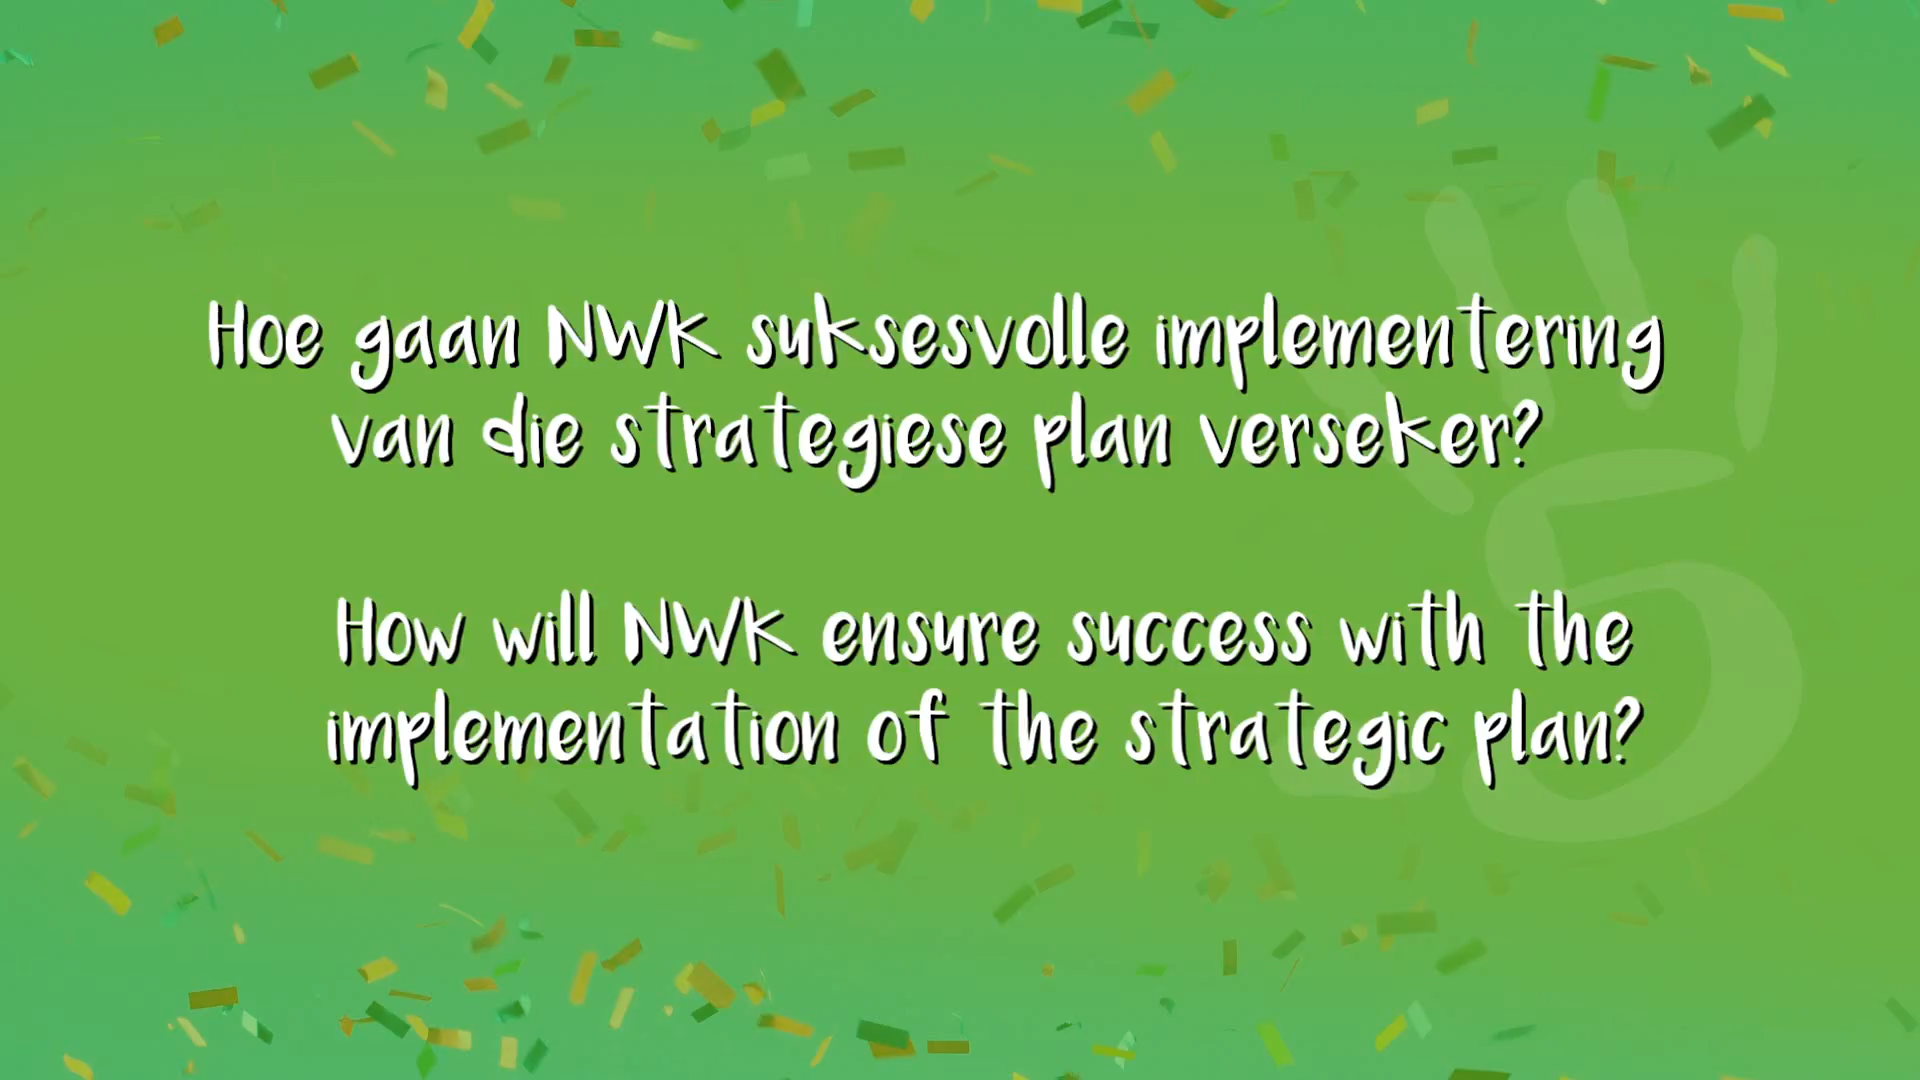 Hoe gaan NWK suksesvolle implementering
van die strategiese plan verseker?
How will NWK ensure success with the
implementation of the strategic plan?
5